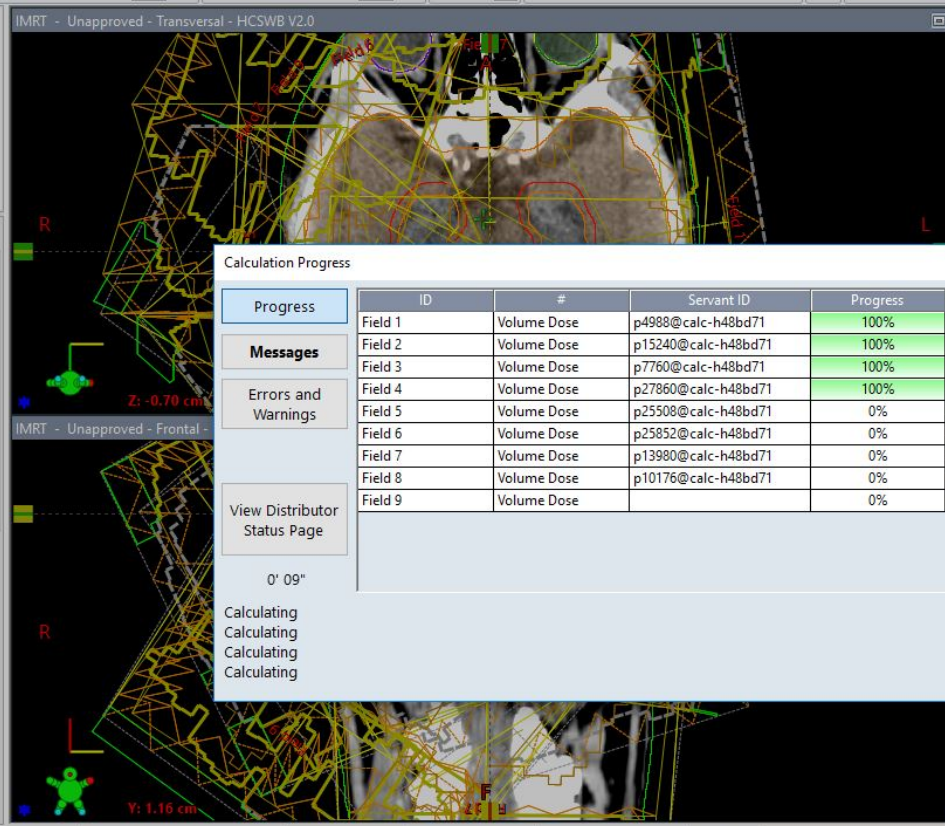 IMRT - Unapproved - Transversal - HCSWB V2.0
Field 6
R
L
Field 1
Z: -0.70 cm
Calculation Progress
Progress
Messages
Errors and
Warnings
View Distributor
Status Page
0' 09"
ID # Servant ID Progress
Field 1 Volume Dose p4988@calc-h48bd71 100%
Field 2 Volume Dose p15240@calc-h48bd71 100%
Field 3 Volume Dose p7760@calc-h48bd71 100%
Field 4 Volume Dose p27860@calc-h48bd71 100%
Field 5 Volume Dose p25508@calc-h48bd71 0%
Field 6 Volume Dose p25852@calc-h48bd71 0%
Field 7 Volume Dose p13980@calc-h48bd71 0%
Field 8 Volume Dose p10176@calc-h48bd71 0%
Field 9 Volume Dose 0%
Calculating
Calculating
Calculating
Calculating
IMRT - Unapproved - Frontal -
R
F
Y: 1.16 cm